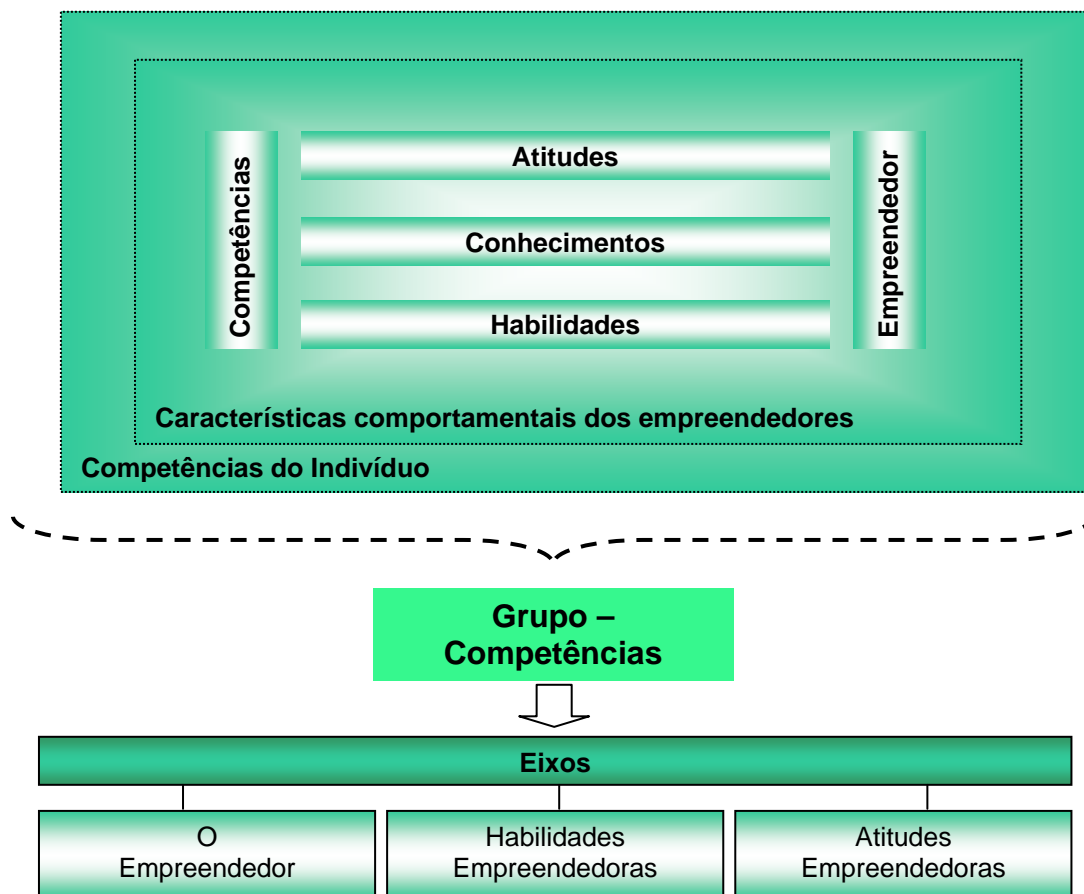 Competências
Atitudes
Conhecimentos
Habilidades
Empreendedor
Características comportamentais dos empreendedores
Competências do Indivíduo
Grupo –
Competências
Eixos
O
Empreendedor
Habilidades
Empreendedoras
Atitudes
Empreendedoras